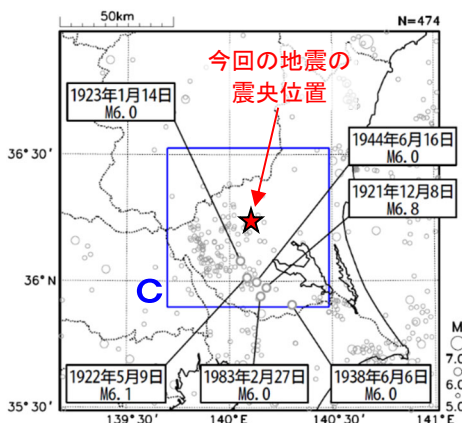 50km
N=474
今回の地震の
震央位置
1923年1月14日
M6.0
1944年6月16日
M6.0
36°30′
1921年12月8日
M6.8
36°N
C
M
7.0
6.0
5.0
1922年5月9日
M6.1
1983年2月27日
M6.0
1938年6月6日
M6.0
35°30′
139°30′
140°E
140°30′
141°E